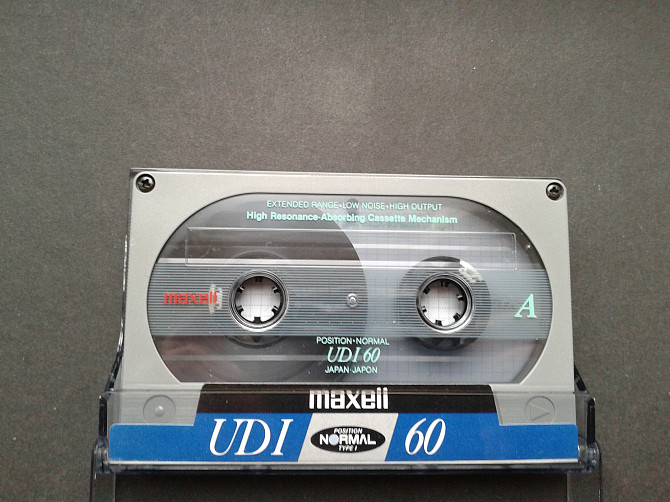 EXTENDED RANGE•LOW NOISE•HIGH OUTPUT
High Resonance-Absorbing Cassette Mechanism
maxell
A
POSITION•NORMAL
UDI 60
JAPAN•JAPON
maxell
UDI POSITION NORMAL TYPE I 60